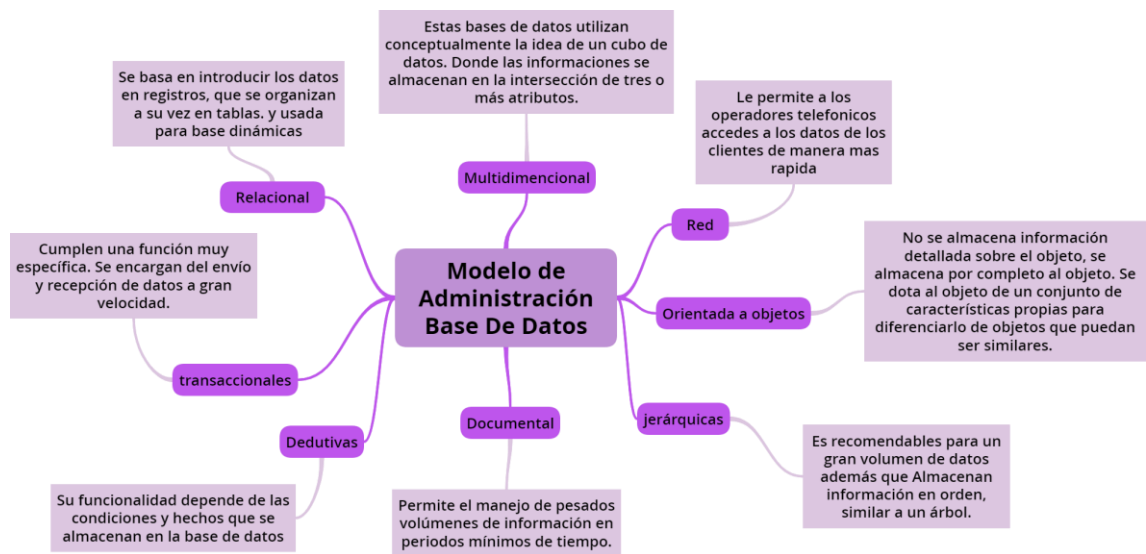 Modelo de
Administración
Base De Datos
Multidimencional
Estas bases de datos utilizan
conceptualmente la idea de un cubo de
datos. Donde las informaciones se
almacenan en la intersección de tres o
más atributos.
Red
Le permite a los
operadores telefonicos
accedes a los datos de los
clientes de manera mas
rapida
Orientada a objetos
No se almacena información
detallada sobre el objeto, se
almacena por completo al objeto. Se
dota al objeto de un conjunto de
características propias para
diferenciarlo de objetos que puedan
ser similares.
jerárquicas
Es recomendables para un
gran volumen de datos
además que Almacenan
información en orden,
similar a un árbol.
Documental
Permite el manejo de pesados
volúmenes de información en
periodos mínimos de tiempo.
Dedutivas
Su funcionalidad depende de las
condiciones y hechos que se
almacenan en la base de datos
transaccionales
Cumplen una función muy
específica. Se encargan del envío
y recepción de datos a gran
velocidad.
Relacional
Se basa en introducir los datos
en registros, que se organizan
a su vez en tablas. y usada
para base dinámicas